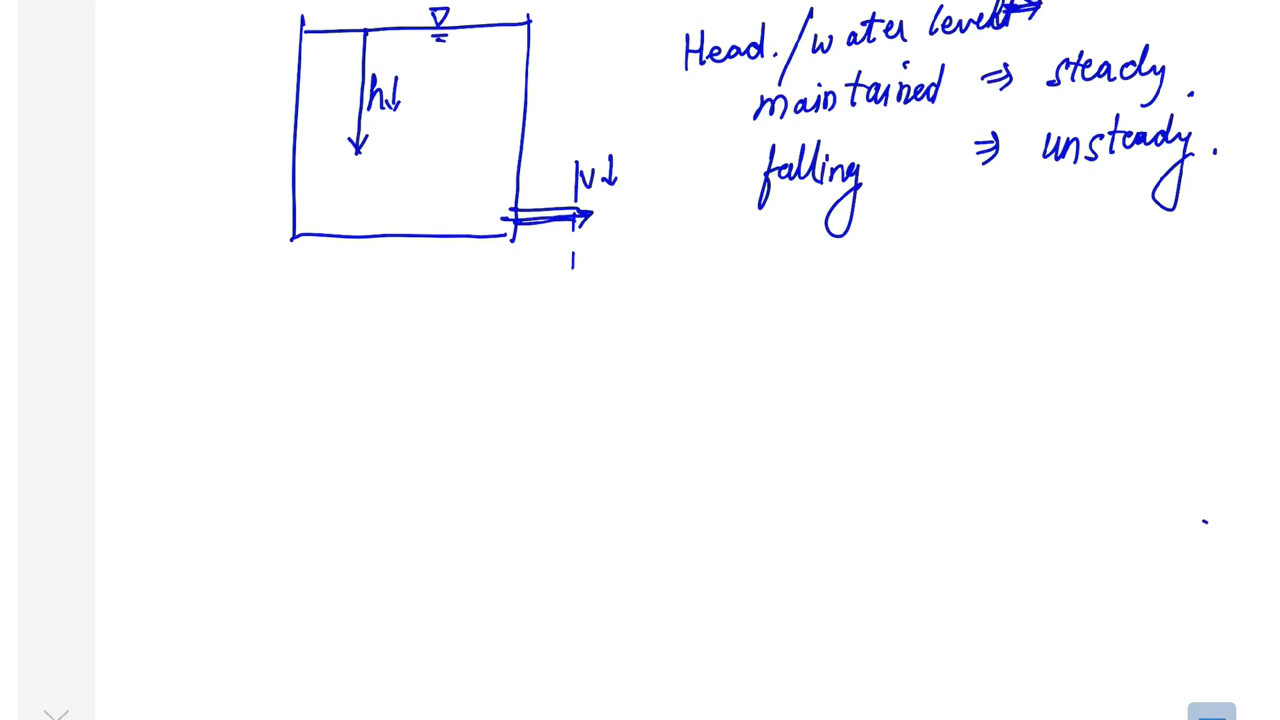 Head./water level →
maintained ⇒ steady.
falling ⇒ unsteady.
h↓
V↓